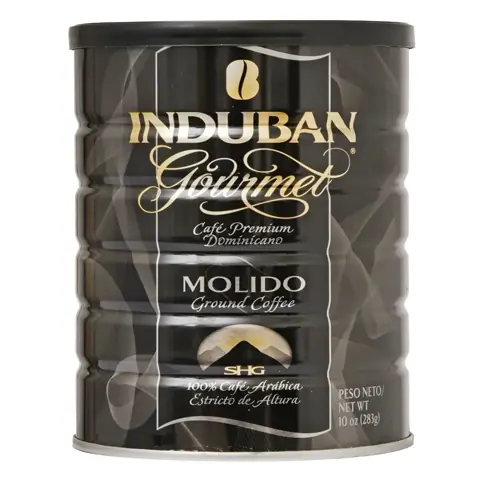 INDUBAN®
Gourmet
Café Premium
Dominicano
MOLIDO
Ground Coffee
SHG
100% Café Arábica
Estricto de Altura
PESO NETO/
NET WT
10 oz (283g)